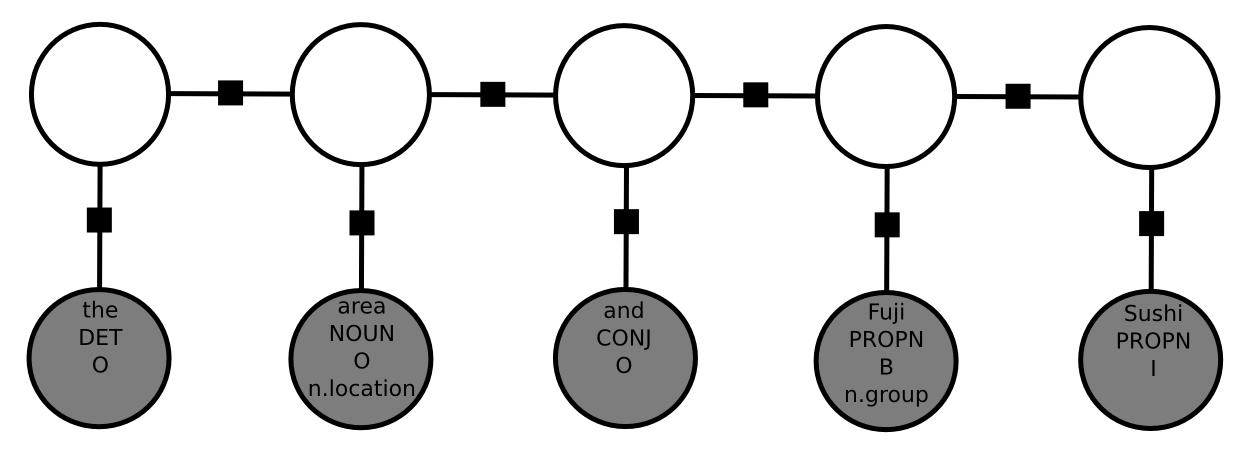 the
DET
O
area
NOUN
O
n.location
and
CONJ
O
Fuji
PROPN
B
n.group
Sushi
PROPN
I